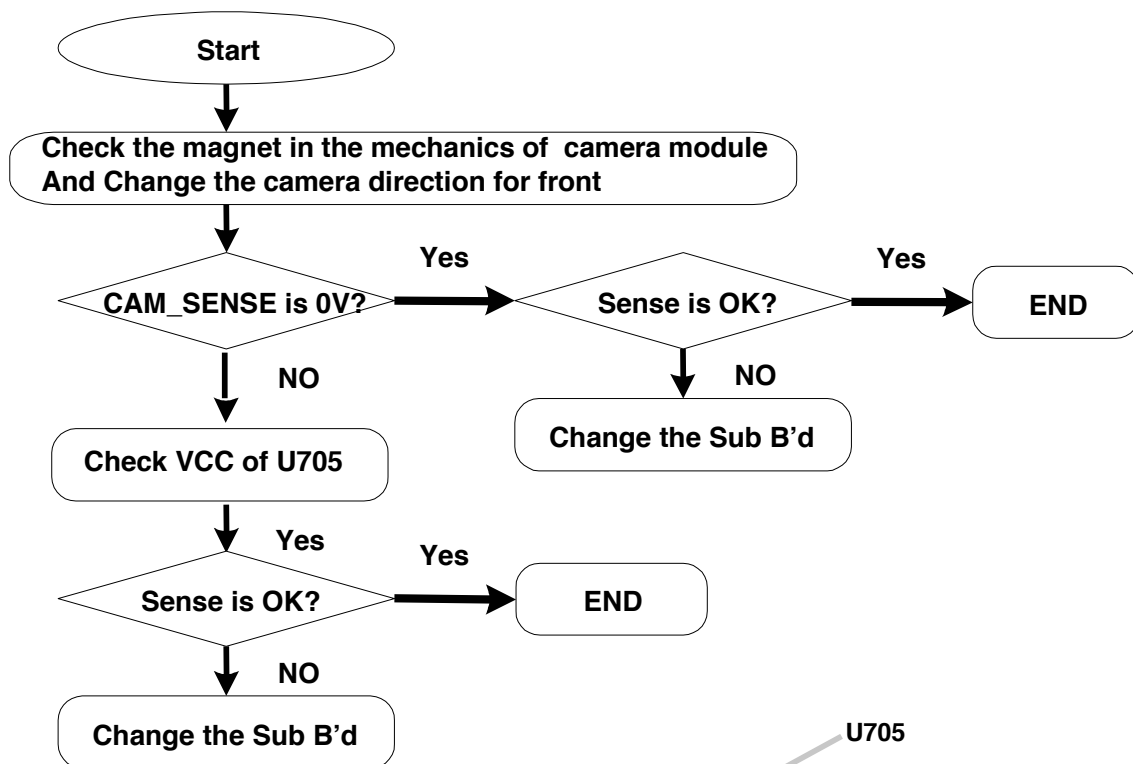 Start
Check the magnet in the mechanics of  camera module
And Change the camera direction for front
Yes
Yes
CAM_SENSE is 0V?
Sense is OK?
END
NO
NO
Change the Sub B’d
Check VCC of U705
Yes
Yes
Sense is OK?
END
NO
Change the Sub B’d
U705